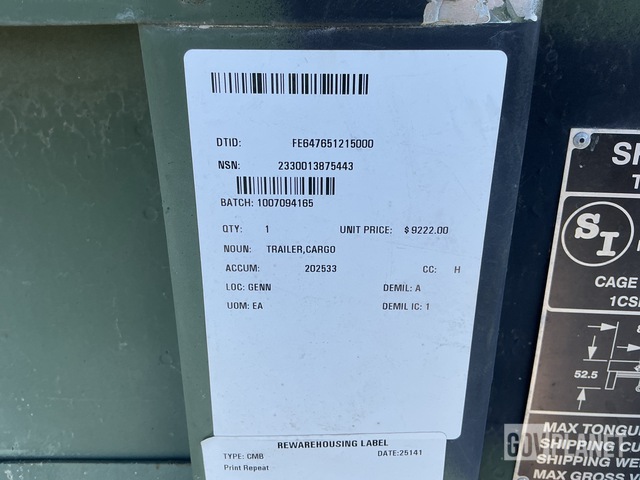 DTID: FE647651215000
NSN: 2330013875443
BATCH: 1007094165
QTY: 1 UNIT PRICE: $ 9222.00
NOUN: TRAILER,CARGO
ACCUM: 202533 CC: H
LOC: GENN DEMIL: A
UOM: EA DEMIL IC: 1
REWAREHOUSING LABEL
TYPE: CMB DATE:25141
Print Repeat
SI
CAGE
52.5
MAX TONGU
SHIPPING CU
SHIPPING WE
MAX GROSS V
GOVPLANET